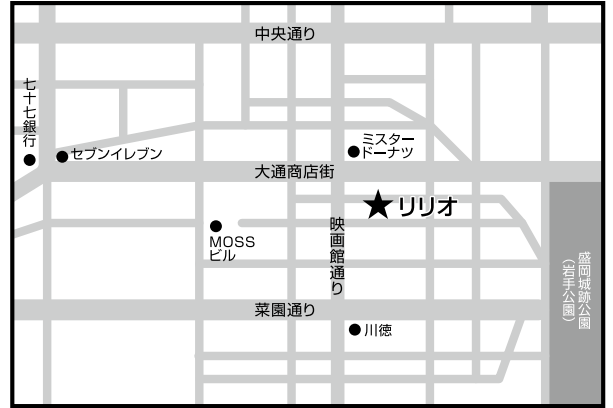 中央通り
七十七銀行
セブンイレブン
ミスター
ドーナツ
大通商店街
リリオ
MOSS
ビル
映画館通り
盛岡城跡公園
（岩手公園）
菜園通り
川徳